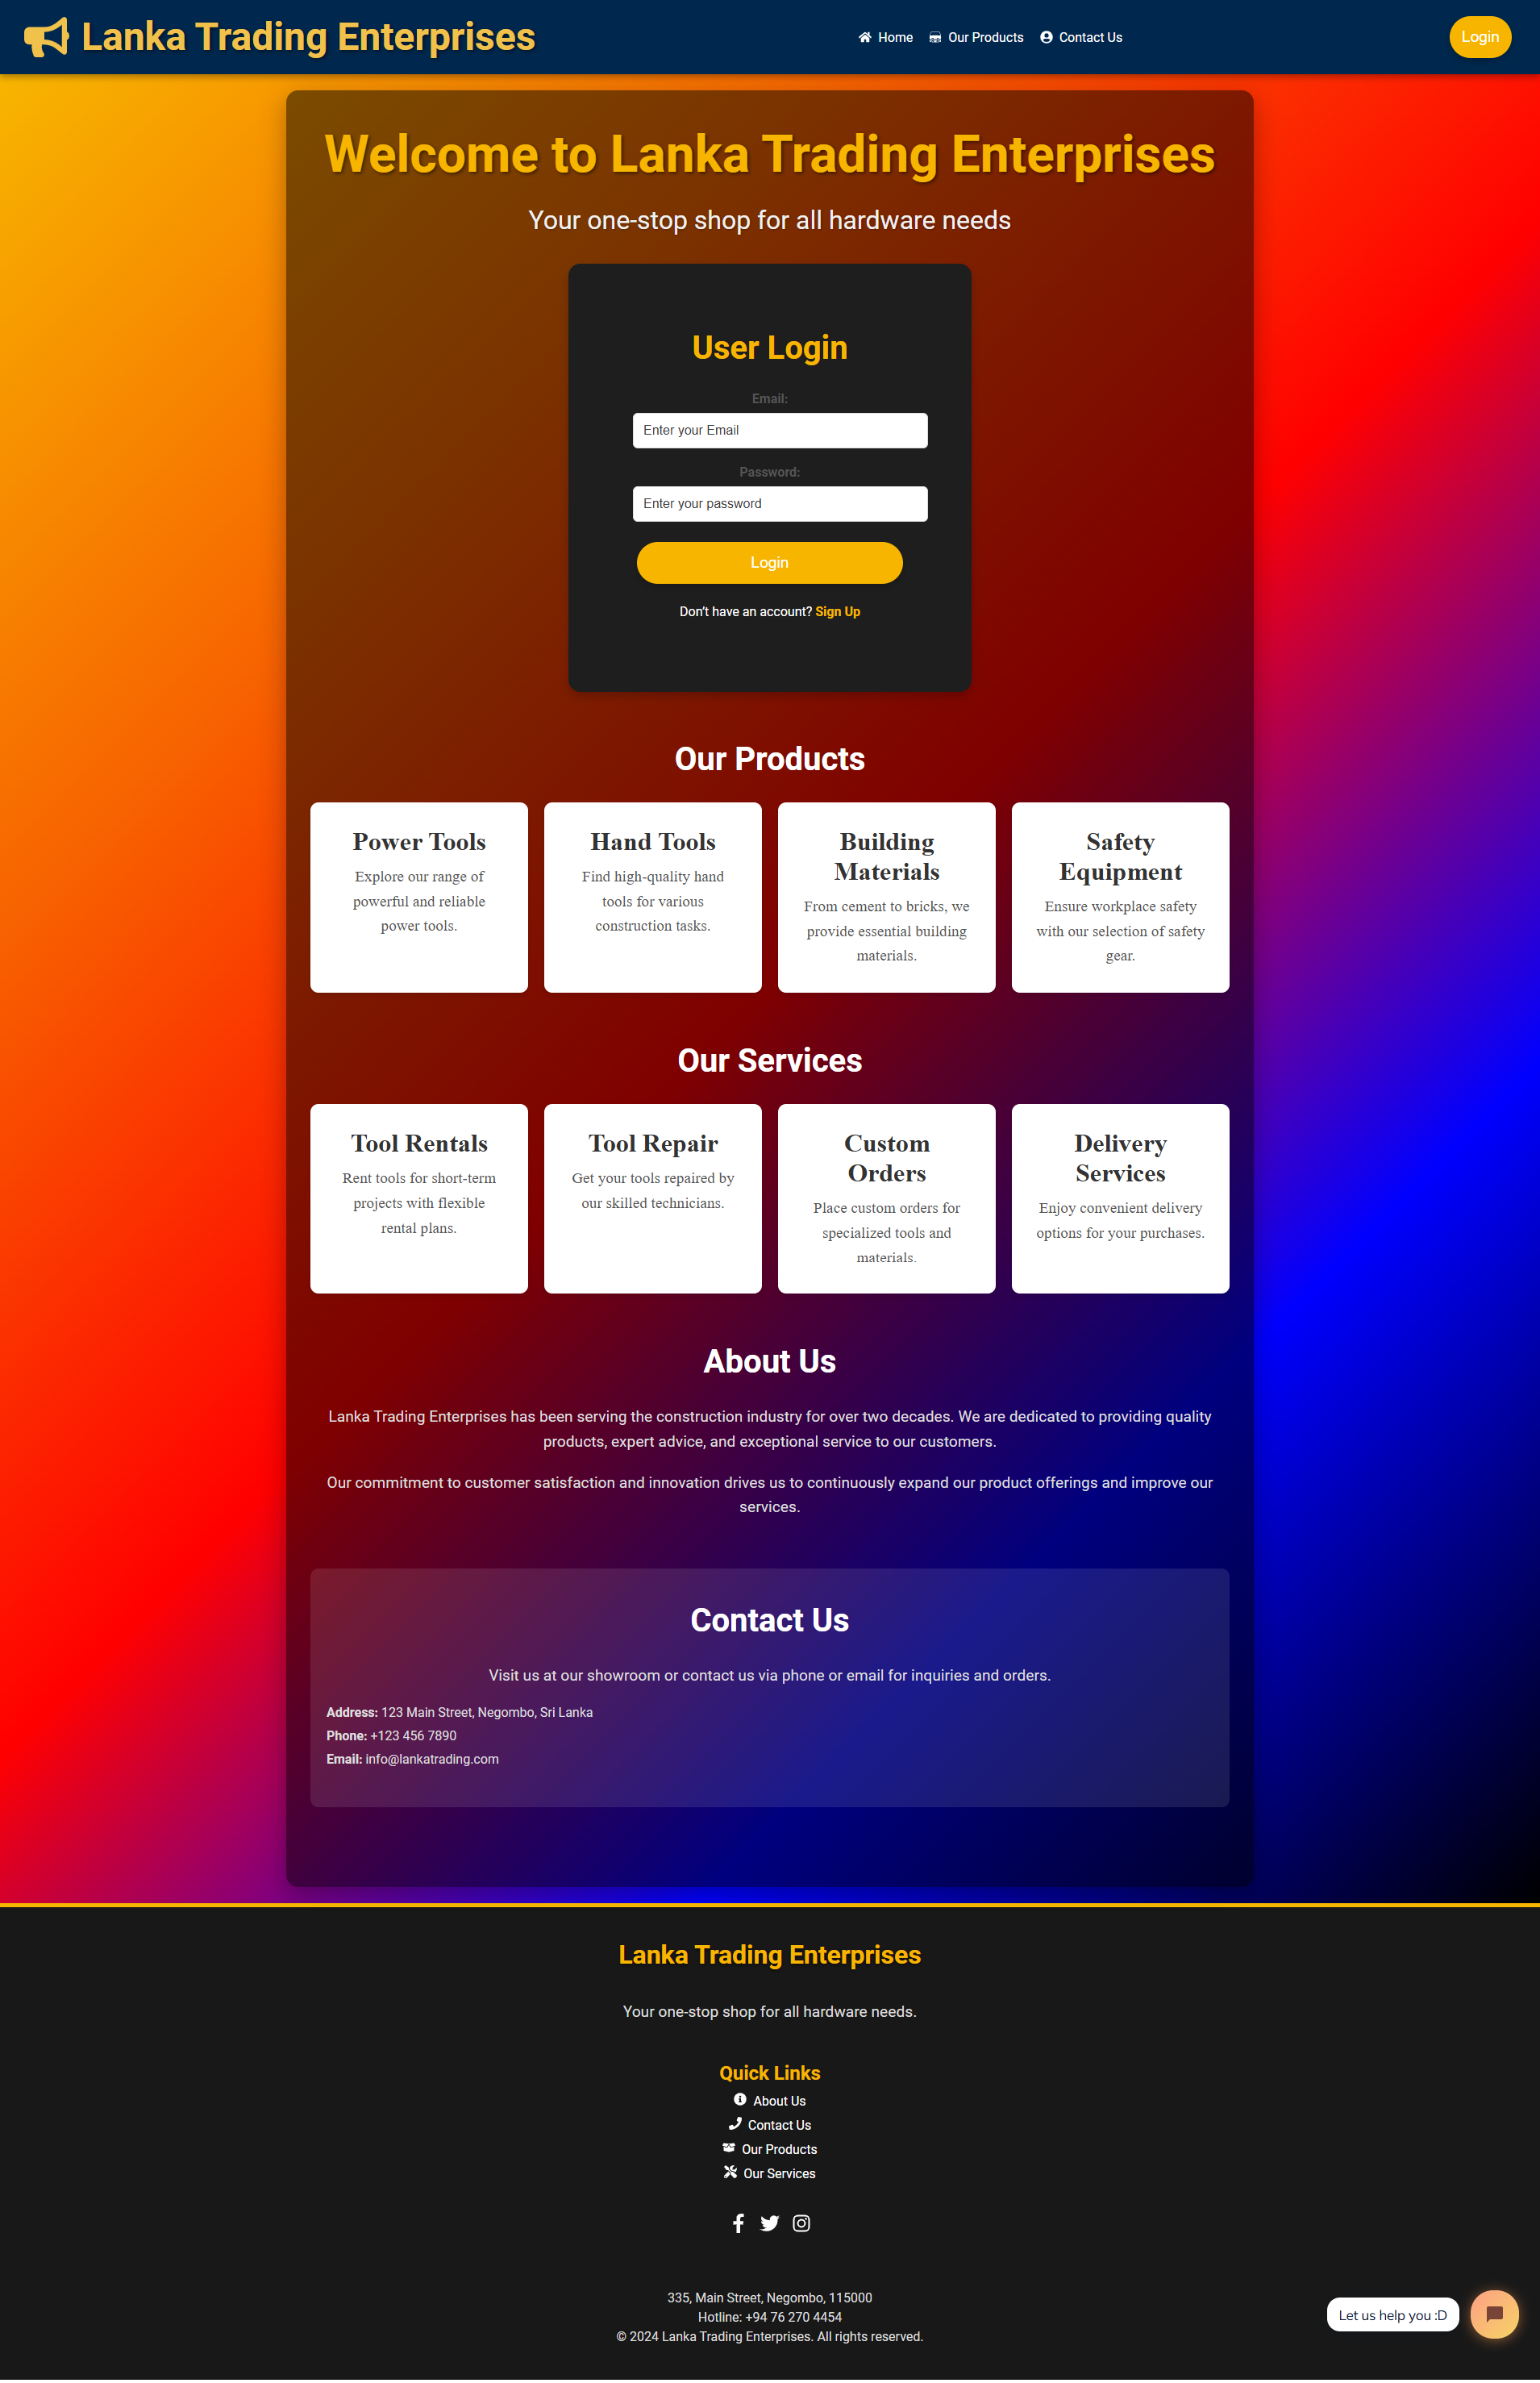 Lanka Trading Enterprises
Home
Our Products
Contact Us
Login
Welcome to Lanka Trading Enterprises
Your one-stop shop for all hardware needs
User Login
Email:
Enter your Email
Password:
Enter your password
Login
Don't have an account? Sign Up
Our Products
Power Tools
Explore our range of
powerful and reliable
power tools.
Hand Tools
Find high-quality hand
tools for various
construction tasks.
Building
Materials
From cement to bricks, we
provide essential building
materials.
Safety
Equipment
Ensure workplace safety
with our selection of safety
gear.
Our Services
Tool Rentals
Rent tools for short-term
projects with flexible
rental plans.
Tool Repair
Get your tools repaired by
our skilled technicians.
Custom
Orders
Place custom orders for
specialized tools and
materials.
Delivery
Services
Enjoy convenient delivery
options for your purchases.
About Us
Lanka Trading Enterprises has been serving the construction industry for over two decades. We are dedicated to providing quality
products, expert advice, and exceptional service to our customers.
Our commitment to customer satisfaction and innovation drives us to continuously expand our product offerings and improve our
services.
Contact Us
Visit us at our showroom or contact us via phone or email for inquiries and orders.
Address: 123 Main Street, Negombo, Sri Lanka
Phone: +123 456 7890
Email: info@lankatrading.com
Lanka Trading Enterprises
Your one-stop shop for all hardware needs.
Quick Links
About Us
Contact Us
Our Products
Our Services
335, Main Street, Negombo, 115000
Hotline: +94 76 270 4454
© 2024 Lanka Trading Enterprises. All rights reserved.
Let us help you :D